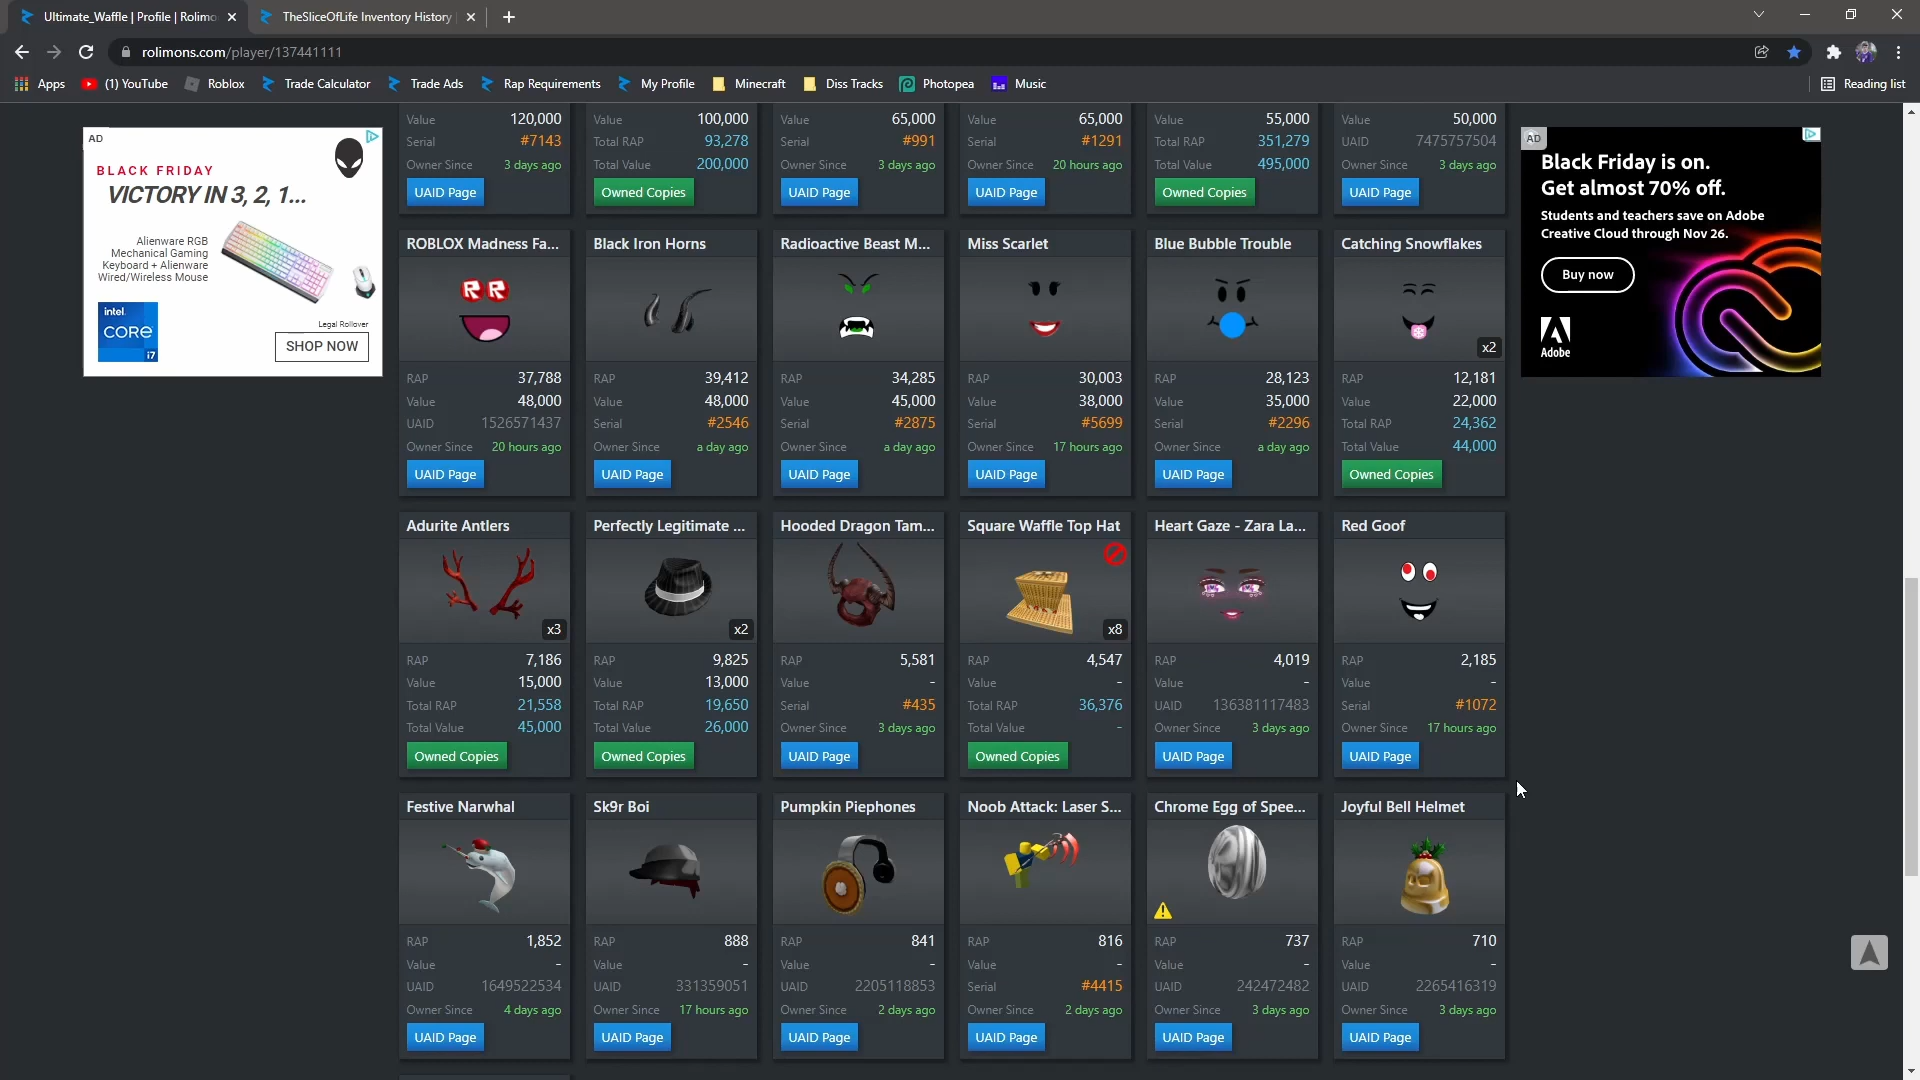 Ultimate_Waffle | Profile | Rolimo
TheSliceOfLife Inventory History
rolimons.com/player/137441111
Apps
(1) YouTube
Roblox
Trade Calculator
Trade Ads
Rap Requirements
My Profile
Minecraft
Diss Tracks
Photopea
Music
Reading list
AD
BLACK FRIDAY
VICTORY IN 3, 2, 1...
Alienware RGB
Mechanical Gaming
Keyboard + Alienware
Wired/Wireless Mouse
intel
CORE
i7
Legal Rollover
SHOP NOW
Value 120,000
Serial #7143
Owner Since 3 days ago
UAID Page
Value 100,000
Total RAP 93,278
Total Value 200,000
Owned Copies
Value 65,000
Serial #991
Owner Since 3 days ago
UAID Page
Value 65,000
Serial #1291
Owner Since 20 hours ago
UAID Page
Value 55,000
Total RAP 351,279
Total Value 495,000
Owned Copies
Value 50,000
UAID 7475757504
Owner Since 3 days ago
UAID Page
AD
Black Friday is on.
Get almost 70% off.
Students and teachers save on Adobe
Creative Cloud through Nov 26.
Buy now
Adobe
ROBLOX Madness Fa...
RAP 37,788
Value 48,000
UAID 1526571437
Owner Since 20 hours ago
UAID Page
Black Iron Horns
RAP 39,412
Value 48,000
Serial #2546
Owner Since a day ago
UAID Page
Radioactive Beast M...
RAP 34,285
Value 45,000
Serial #2875
Owner Since a day ago
UAID Page
Miss Scarlet
RAP 30,003
Value 38,000
Serial #5699
Owner Since 17 hours ago
UAID Page
Blue Bubble Trouble
RAP 28,123
Value 35,000
Serial #2296
Owner Since a day ago
UAID Page
Catching Snowflakes
x2
RAP 12,181
Value 22,000
Total RAP 24,362
Total Value 44,000
Owned Copies
Adurite Antlers
x3
RAP 7,186
Value 15,000
Total RAP 21,558
Total Value 45,000
Owned Copies
Perfectly Legitimate ...
x2
RAP 9,825
Value 13,000
Total RAP 19,650
Total Value 26,000
Owned Copies
Hooded Dragon Tam...
RAP 5,581
Value -
Serial #435
Owner Since 3 days ago
UAID Page
Square Waffle Top Hat
x8
RAP 4,547
Value -
Total RAP 36,376
Total Value -
Owned Copies
Heart Gaze - Zara La...
RAP 4,019
Value -
UAID 136381117483
Owner Since 3 days ago
UAID Page
Red Goof
RAP 2,185
Value -
Serial #1072
Owner Since 17 hours ago
UAID Page
Festive Narwhal
RAP 1,852
Value -
UAID 1649522534
Owner Since 4 days ago
UAID Page
Sk9r Boi
RAP 888
Value -
UAID 331359051
Owner Since 17 hours ago
UAID Page
Pumpkin Piephones
RAP 841
Value -
UAID 2205118853
Owner Since 2 days ago
UAID Page
Noob Attack: Laser S...
RAP 816
Value -
Serial #4415
Owner Since 2 days ago
UAID Page
Chrome Egg of Spee...
RAP 737
Value -
UAID 242472482
Owner Since 3 days ago
UAID Page
Joyful Bell Helmet
RAP 710
Value -
UAID 2265416319
Owner Since 3 days ago
UAID Page